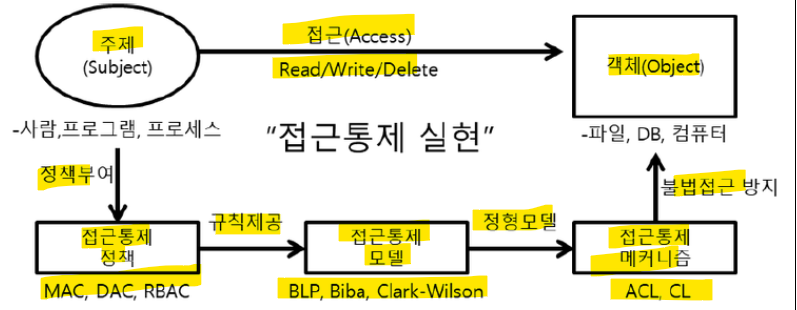 주제
(Subject)
접근(Access)
Read/Write/Delete
객체(Object)
-사람,프로그램, 프로세스
"접근통제 실현"
-파일, DB, 컴퓨터
정책부여
불법접근 방지
접근통제
정책
규칙제공
접근통제
모델
정형모델
접근통제
메커니즘
MAC, DAC, RBAC
BLP, Biba, Clark-Wilson
ACL, CL